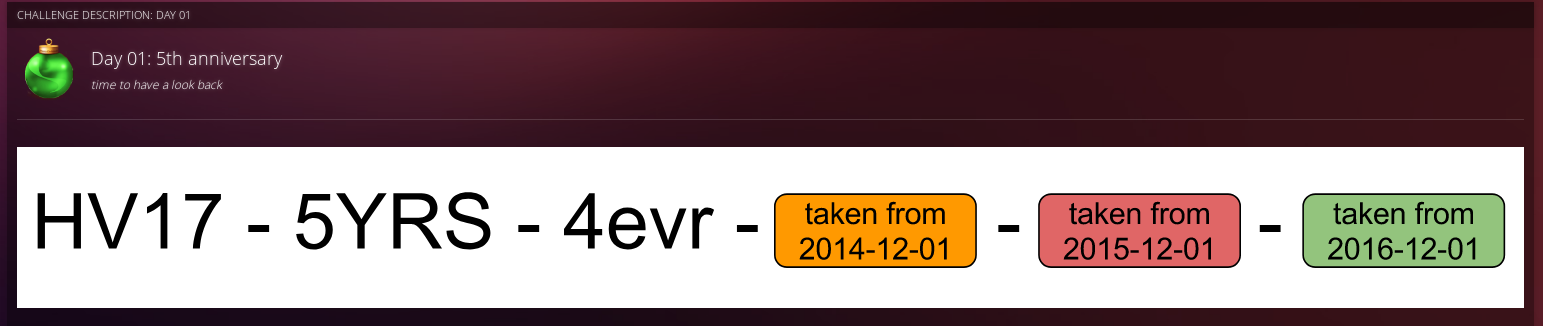 CHALLENGE DESCRIPTION: DAY 01
Day 01: 5th anniversary
time to have a look back
HV17 - 5YRS - 4evr - taken from 2014-12-01 - taken from 2015-12-01 - taken from 2016-12-01